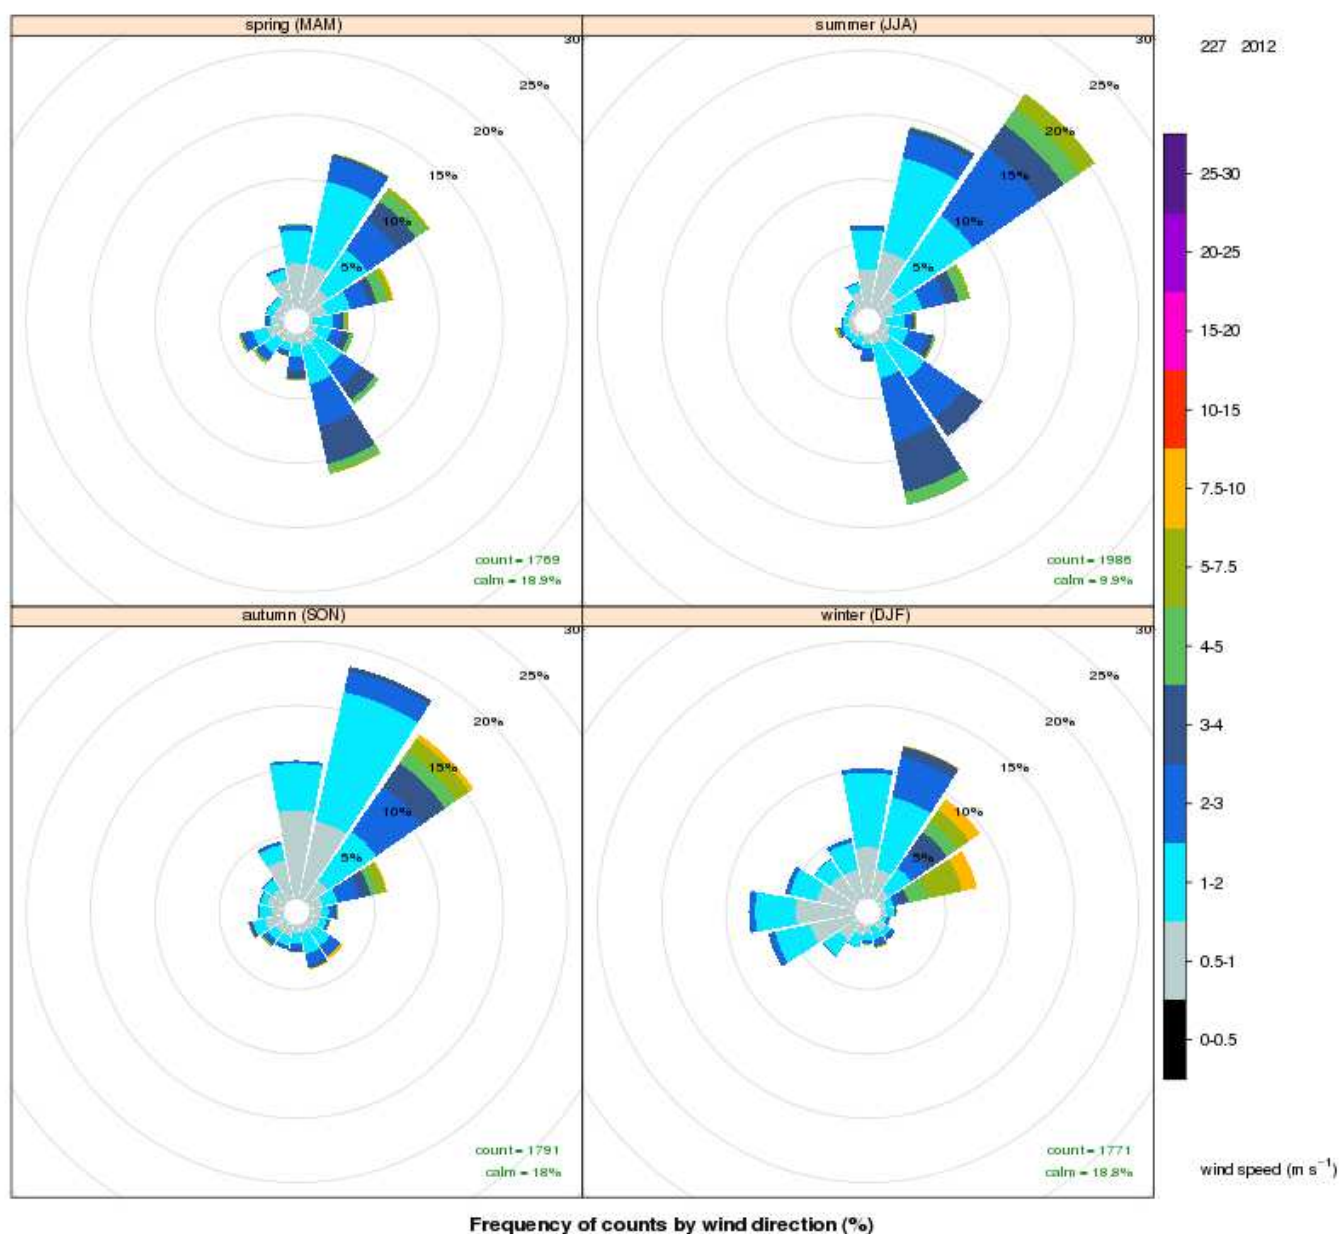 spring (MAM)
30
25%
20%
15%
10%
5%
count = 1769
calm = 18.9%
summer (JJA)
30
25%
20%
15%
10%
5%
count = 1986
calm = 9.9%
autumn (SON)
30
25%
20%
15%
10%
5%
count = 1791
calm = 18%
winter (DJF)
30
25%
20%
15%
10%
5%
count = 1771
calm = 18.8%
227 2012
25-30
20-25
15-20
10-15
7.5-10
5-7.5
4-5
3-4
2-3
1-2
0.5-1
0-0.5
wind speed (m s⁻¹)
Frequency of counts by wind direction (%)